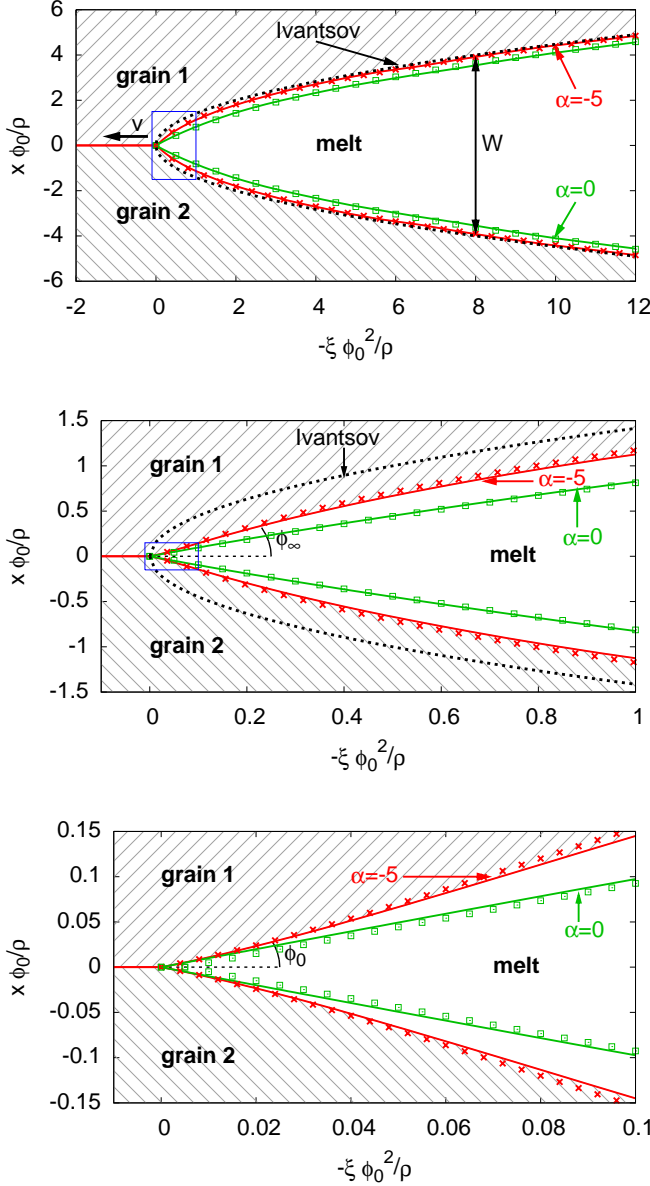 6
4
2
0
-2
-4
-6
x ϕ₀/ρ
Ivantsov
grain 1
α=-5
v
melt
W
α=0
grain 2
-2 0 2 4 6 8 10 12
-ξ ϕ₀²/ρ
1.5
1
0.5
0
-0.5
-1
-1.5
x ϕ₀/ρ
Ivantsov
grain 1
α=-5
α=0
ϕ∞
melt
grain 2
0 0.2 0.4 0.6 0.8 1
-ξ ϕ₀²/ρ
0.15
0.1
0.05
0
-0.05
-0.1
-0.15
x ϕ₀/ρ
α=-5
grain 1
α=0
ϕ₀
melt
grain 2
0 0.02 0.04 0.06 0.08 0.1
-ξ ϕ₀²/ρ